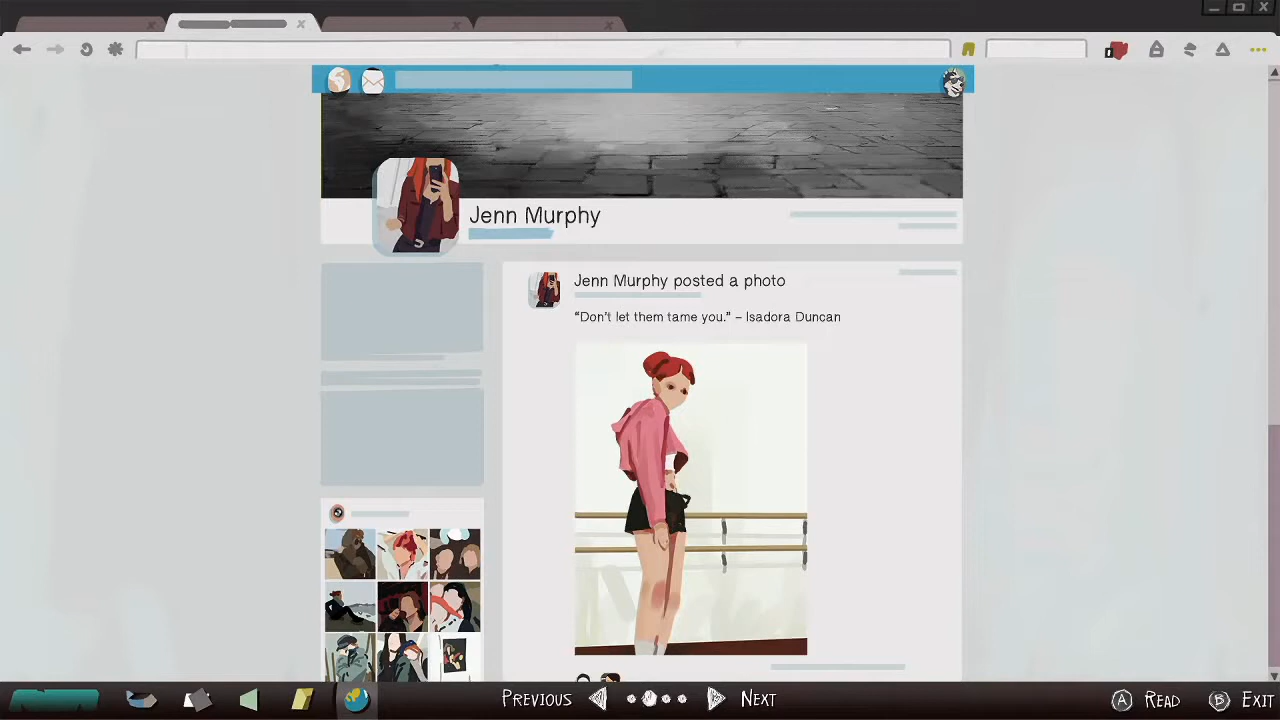 Jenn Murphy
Jenn Murphy posted a photo
“Don’t let them tame you.” – Isadora Duncan
PREVIOUS
NEXT
A READ
B EXIT